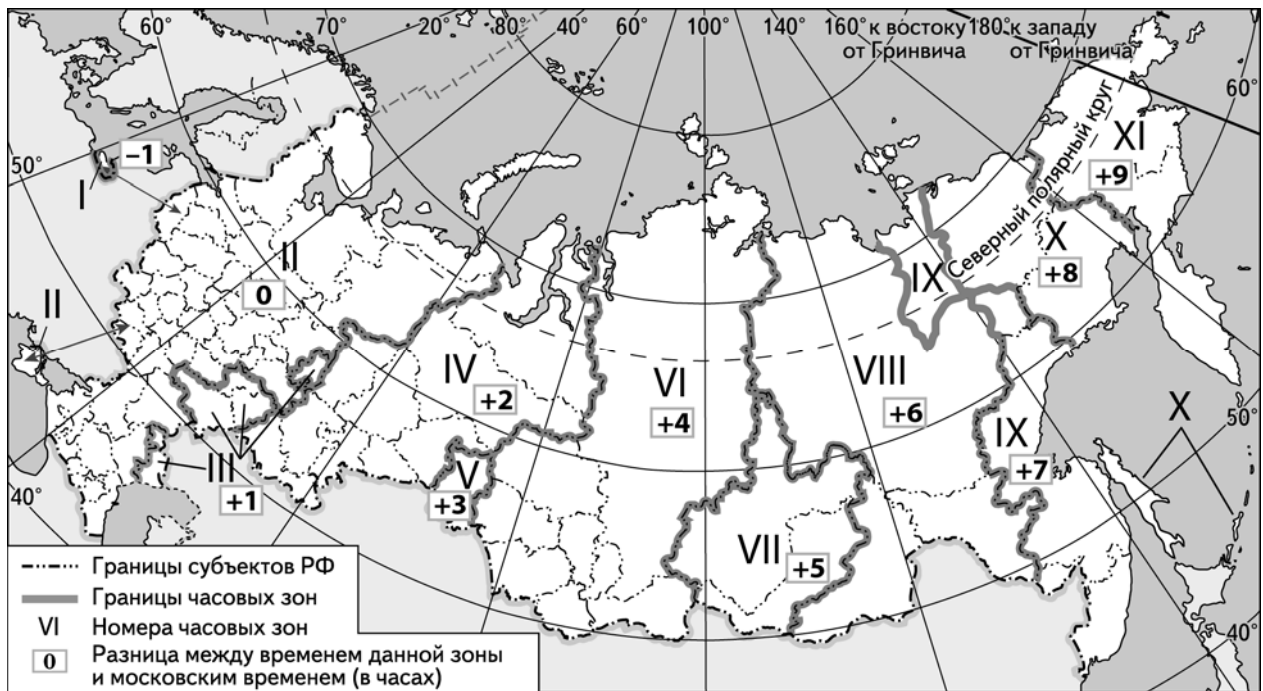 60° 70° 20° 40° 60° 80° 100° 120° 140° 160° к востоку 180° к западу
от Гринвича от Гринвича
60°
50°
Северный полярный круг
XI
+9
–1
I
II
0
II
X
+8
IX
IV
+2
VI
+4
VIII
+6
X
50°
IX
+7
V
+3
III
+1
40°
VII
+5
40°
Границы субъектов РФ
Границы часовых зон
VI Номера часовых зон
0 Разница между временем данной зоны
и московским временем (в часах)